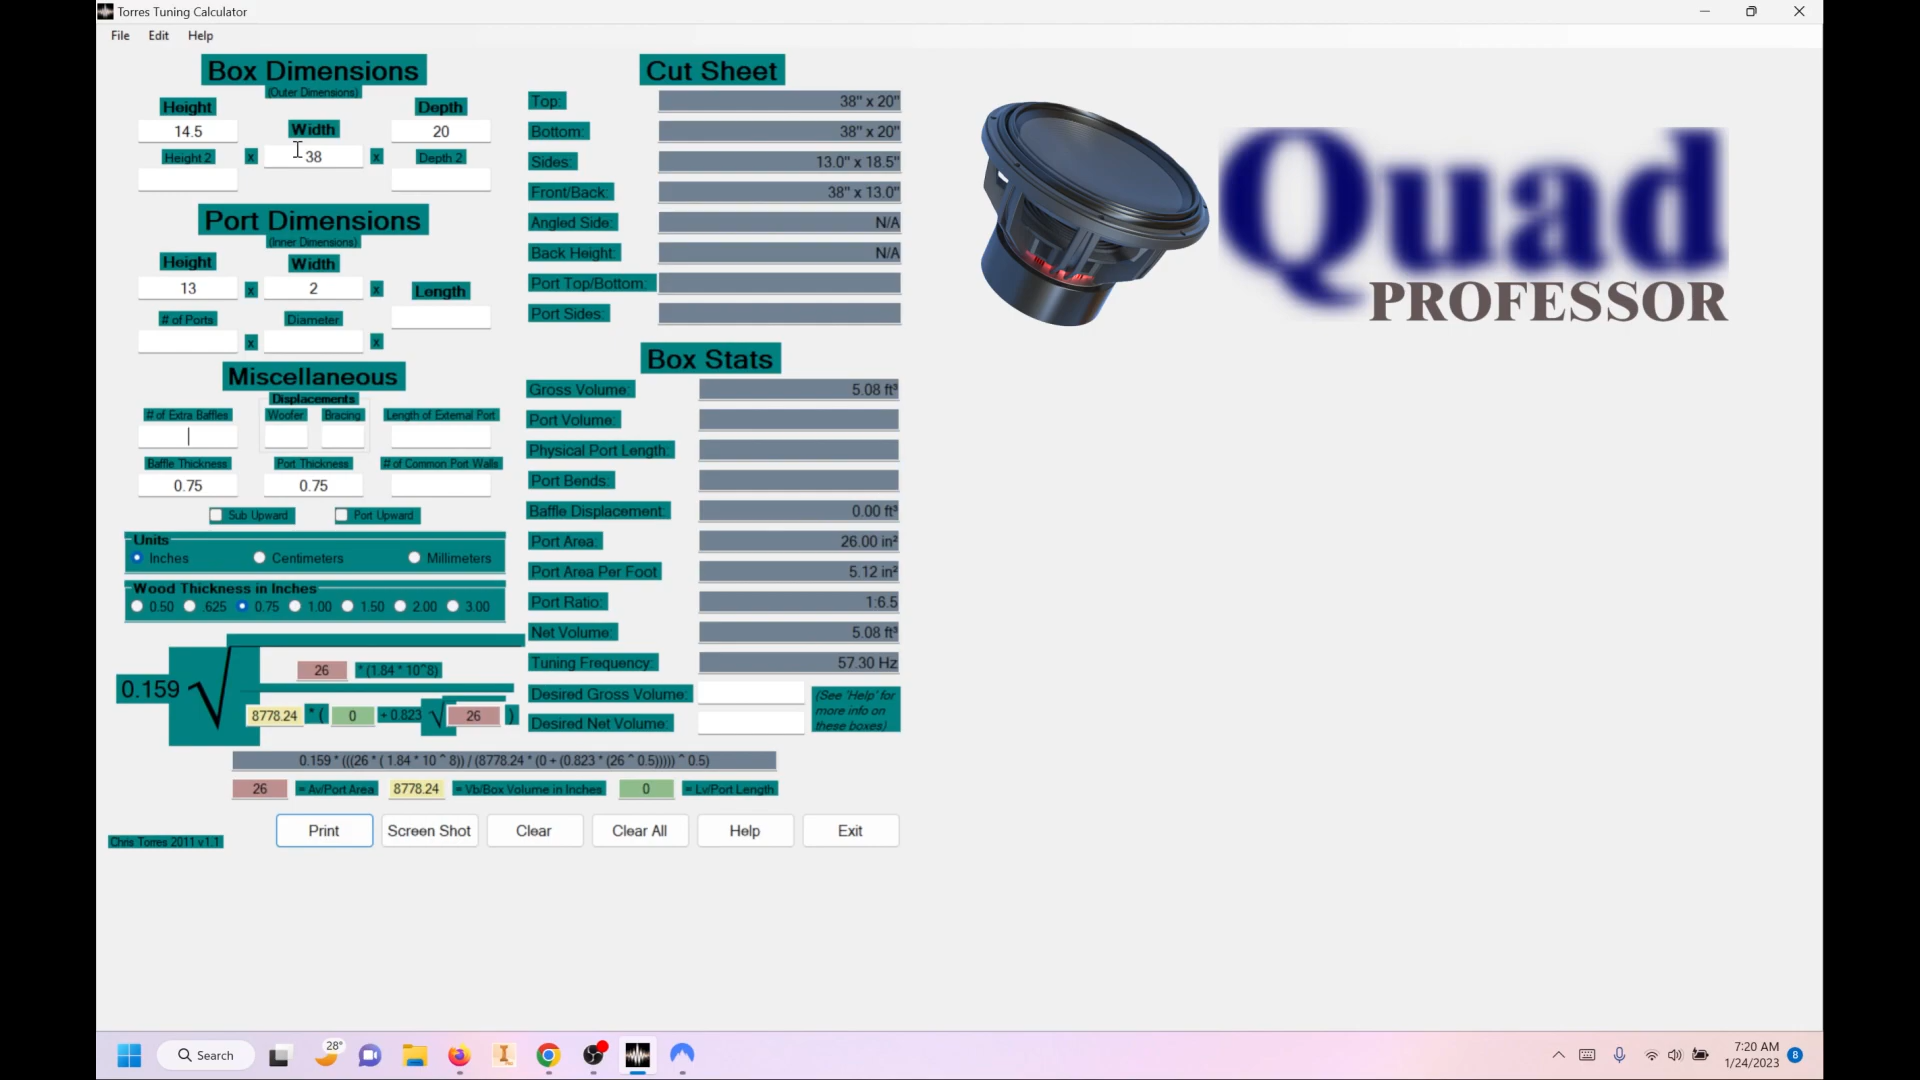 Torres Tuning Calculator
File Edit Help
Box Dimensions
(Outer Dimensions)
Height Width Depth
14.5 38 20
Height 2 x x Depth 2
Port Dimensions
(Inner Dimensions)
Height Width Length
13 x 2 x
# of Ports Diameter
x x
Miscellaneous
Displacements
# of Extra Baffles Woofer Bracing Length of External Port
Baffle Thickness Port Thickness # of Common Port Walls
0.75 0.75
Sub Upward Port Upward
Units
Inches Centimeters Millimeters
Wood Thickness in Inches
0.50 .625 0.75 1.00 1.50 2.00 3.00
0.159 √ 26 * (1.84 * 10^8)
8778.24 * ( 0 + 0.823 √ 26 )
Cut Sheet
Top: 38" x 20"
Bottom: 38" x 20"
Sides: 13.0" x 18.5"
Front/Back: 38" x 13.0"
Angled Side: N/A
Back Height: N/A
Port Top/Bottom:
Port Sides:
Box Stats
Gross Volume: 5.08 ft³
Port Volume:
Physical Port Length:
Port Bends:
Baffle Displacement: 0.00 ft³
Port Area: 26.00 in²
Port Area Per Foot 5.12 in²
Port Ratio: 1:6.5
Net Volume: 5.08 ft³
Tuning Frequency: 57.30 Hz
Desired Gross Volume:
Desired Net Volume:
(See 'Help' for
more info on
these boxes)
0.159 * (((26 * ( 1.84 * 10 ^ 8)) / (8778.24 * (0 + (0.823 * (26 ^ 0.5))))) ^ 0.5)
26 = Av/Port Area 8778.24 = Vb/Box Volume in Inches 0 = Lv/Port Length
Chris Torres 2011 v1.1
Print Screen Shot Clear Clear All Help Exit
Quad
PROFESSOR
Search
28°
7:20 AM
1/24/2023
8